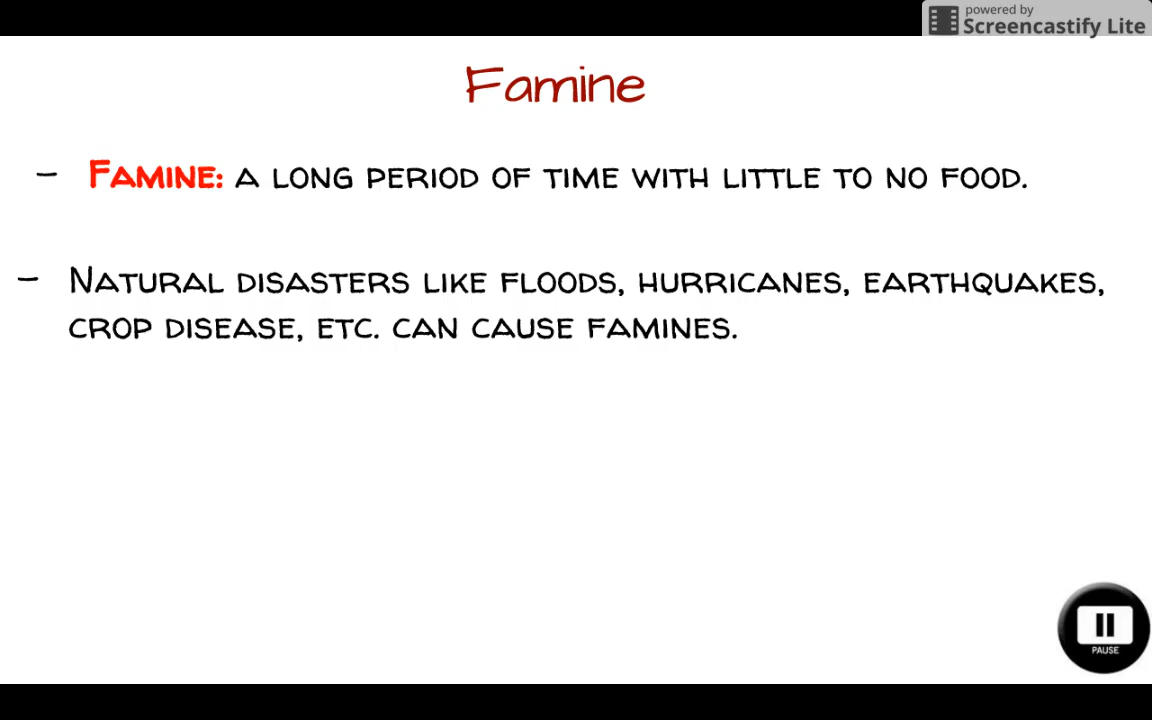 powered by
Screencastify Lite
Famine
- Famine: a long period of time with little to no food.
- Natural disasters like floods, hurricanes, earthquakes,
crop disease, etc. can cause famines.
PAUSE